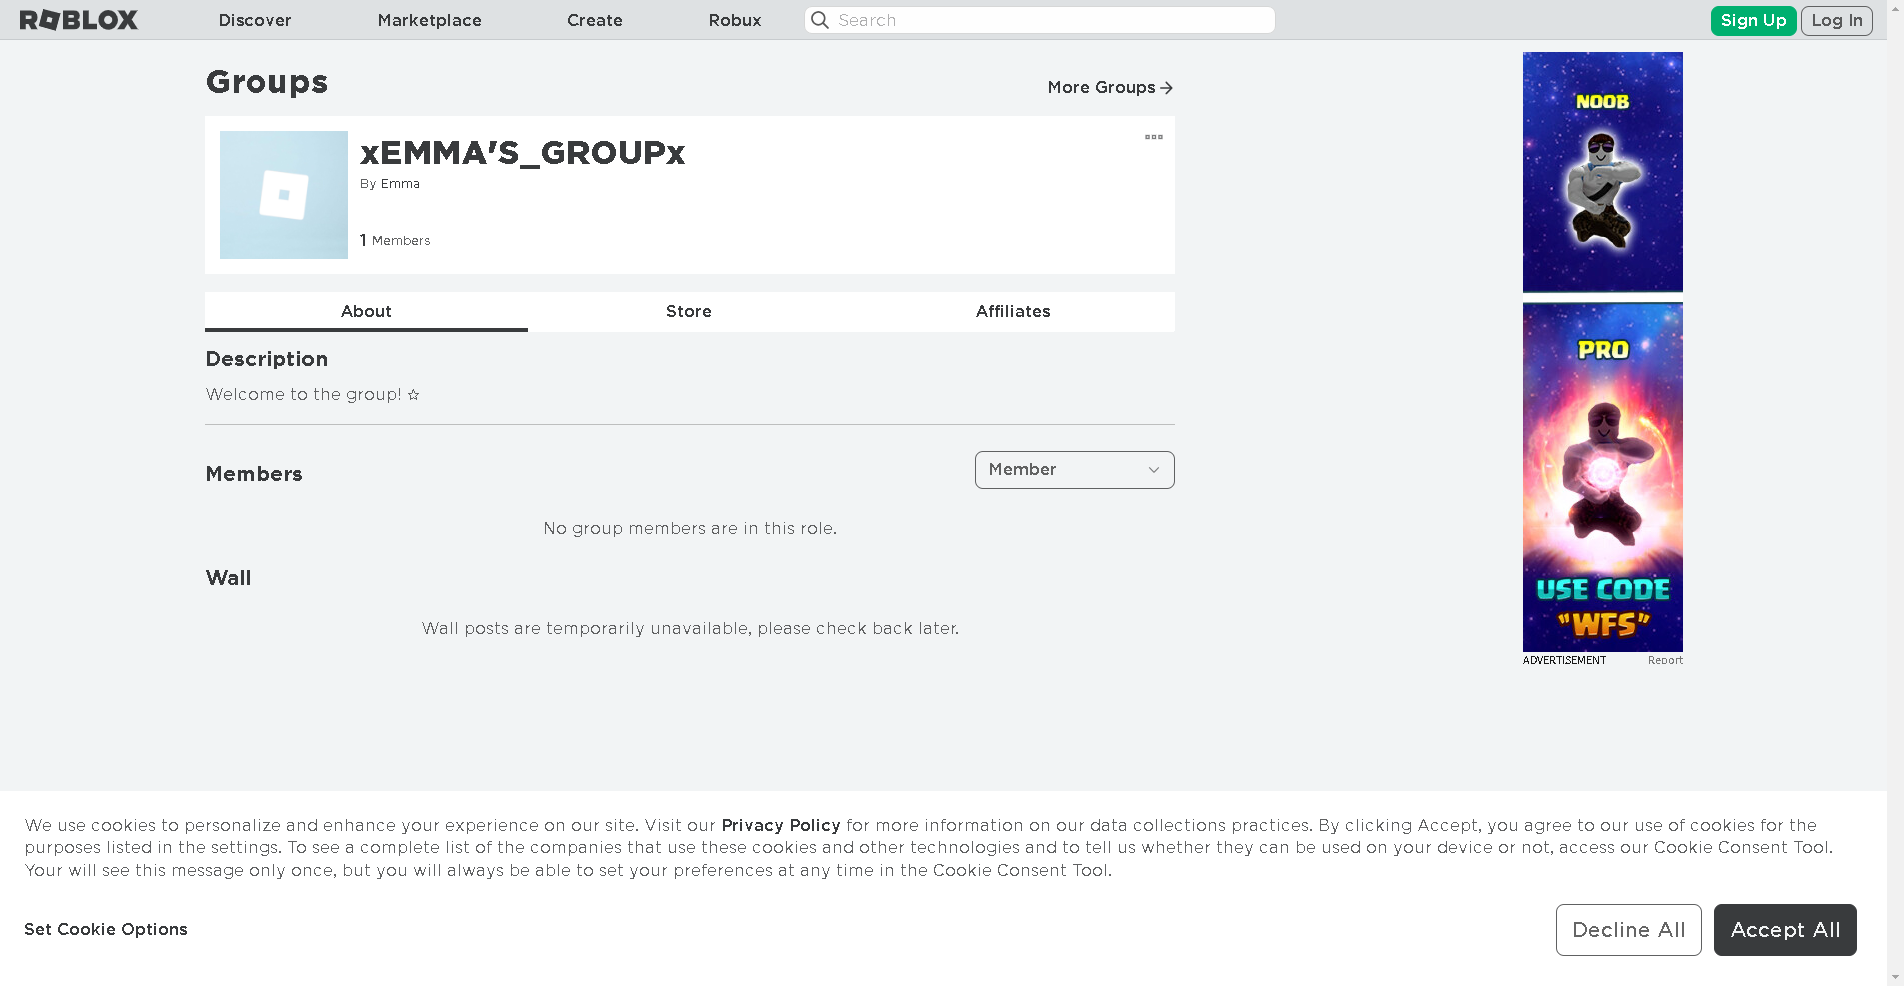 ROBLOX
Discover
Marketplace
Create
Robux
Search
Sign Up
Log In
Groups
More Groups
xEMMA'S_GROUPx
By Emma
1 Members
About
Store
Affiliates
Description
Welcome to the group! ☆
Members
Member
No group members are in this role.
Wall
Wall posts are temporarily unavailable, please check back later.
NOOB
PRO
USE CODE
"WFS"
ADVERTISEMENT
Report
We use cookies to personalize and enhance your experience on our site. Visit our Privacy Policy for more information on our data collections practices. By clicking Accept, you agree to our use of cookies for the
purposes listed in the settings. To see a complete list of the companies that use these cookies and other technologies and to tell us whether they can be used on your device or not, access our Cookie Consent Tool.
Your will see this message only once, but you will always be able to set your preferences at any time in the Cookie Consent Tool.
Set Cookie Options
Decline All
Accept All